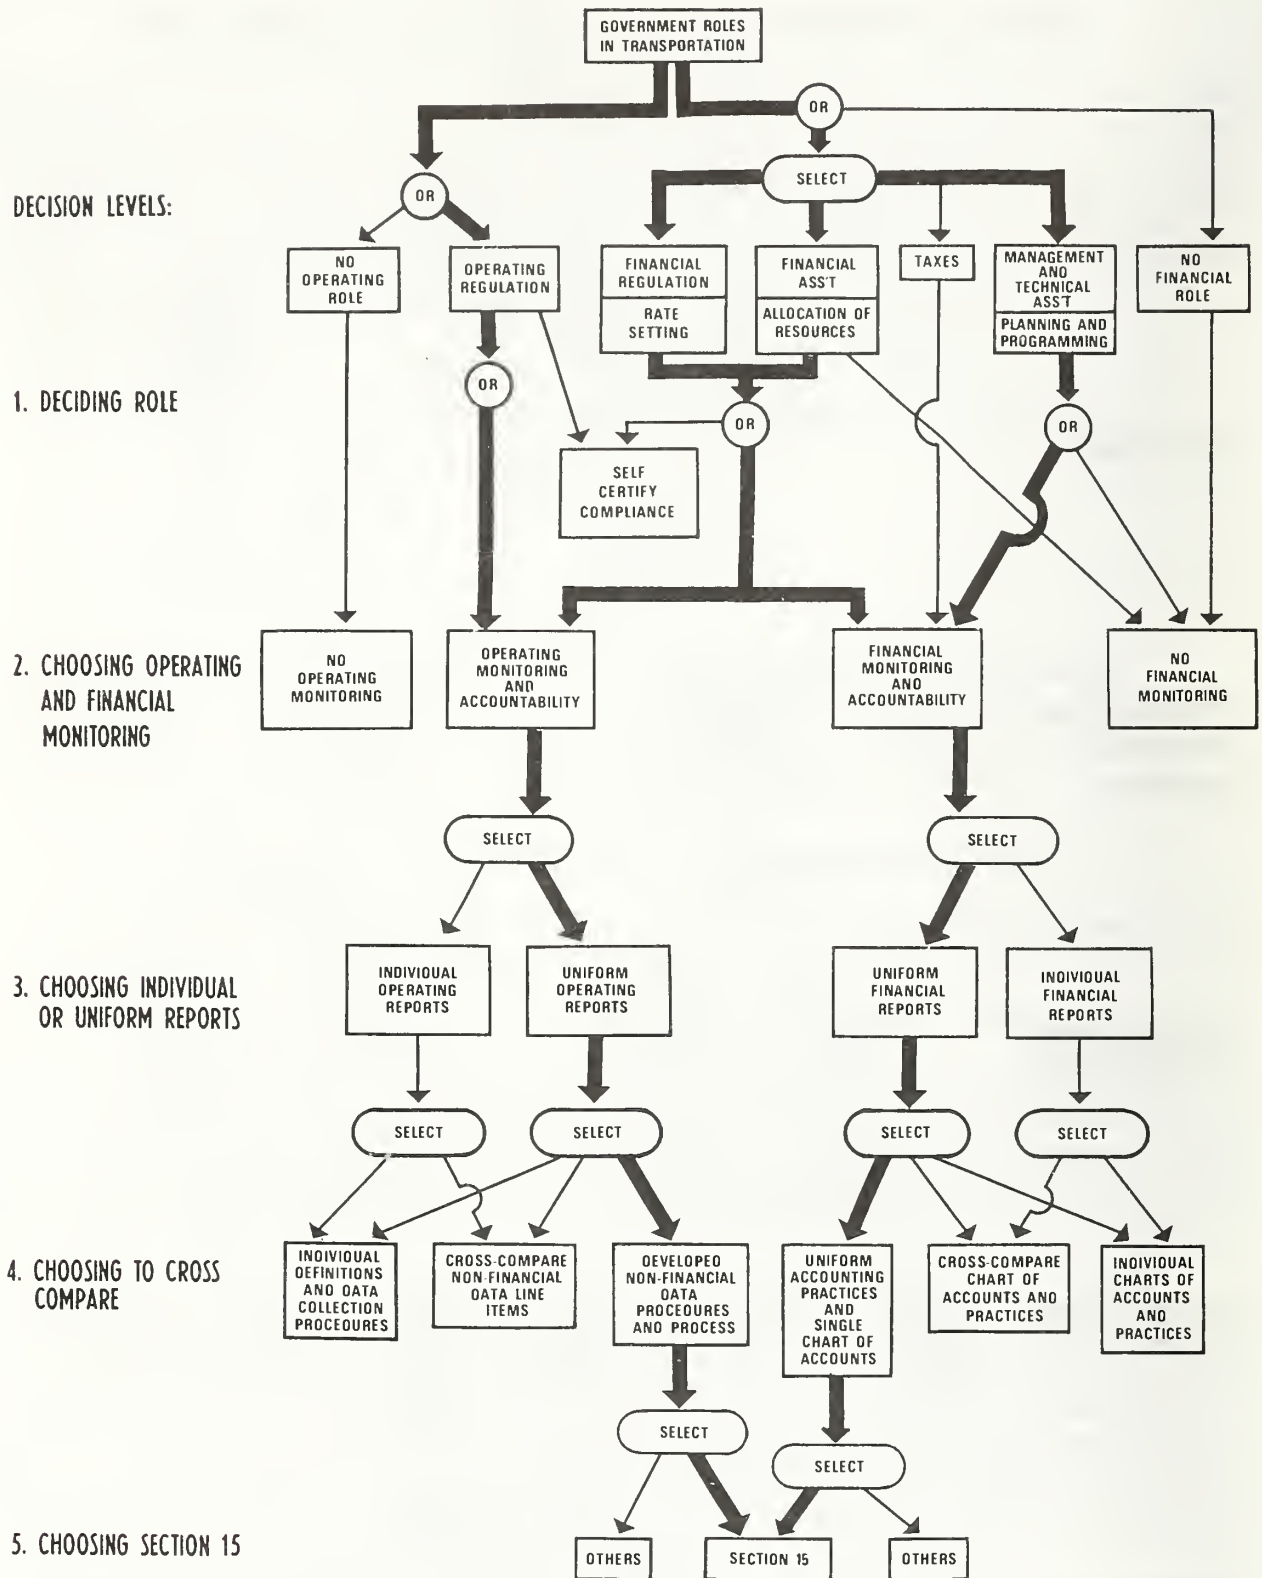 GOVERNMENT ROLES
IN TRANSPORTATION
OR
SELECT
OR
DECISION LEVELS:
NO
OPERATING
ROLE
OPERATING
REGULATION
FINANCIAL
REGULATION
RATE
SETTING
FINANCIAL
ASS'T
ALLOCATION OF
RESOURCES
TAXES
MANAGEMENT
AND
TECHNICAL
ASS'T
PLANNING AND
PROGRAMMING
NO
FINANCIAL
ROLE
1. DECIDING ROLE
OR
OR
OR
SELF
CERTIFY
COMPLIANCE
2. CHOOSING OPERATING
AND FINANCIAL
MONITORING
NO
OPERATING
MONITORING
OPERATING
MONITORING
AND
ACCOUNTABILITY
FINANCIAL
MONITORING
AND
ACCOUNTABILITY
NO
FINANCIAL
MONITORING
SELECT
SELECT
3. CHOOSING INDIVIDUAL
OR UNIFORM REPORTS
INDIVIDUAL
OPERATING
REPORTS
UNIFORM
OPERATING
REPORTS
UNIFORM
FINANCIAL
REPORTS
INDIVIDUAL
FINANCIAL
REPORTS
SELECT
SELECT
SELECT
SELECT
4. CHOOSING TO CROSS
COMPARE
INDIVIDUAL
DEFINITIONS
AND DATA
COLLECTION
PROCEDURES
CROSS-COMPARE
NON-FINANCIAL
DATA LINE
ITEMS
DEVELOPED
NON-FINANCIAL
DATA
PROCEDURES
AND PROCESS
UNIFORM
ACCOUNTING
PRACTICES
AND
SINGLE
CHART OF
ACCOUNTS
CROSS-COMPARE
CHART OF
ACCOUNTS AND
PRACTICES
INDIVIDUAL
CHARTS OF
ACCOUNTS
AND
PRACTICES
SELECT
SELECT
5. CHOOSING SECTION 15
OTHERS
SECTION 15
OTHERS